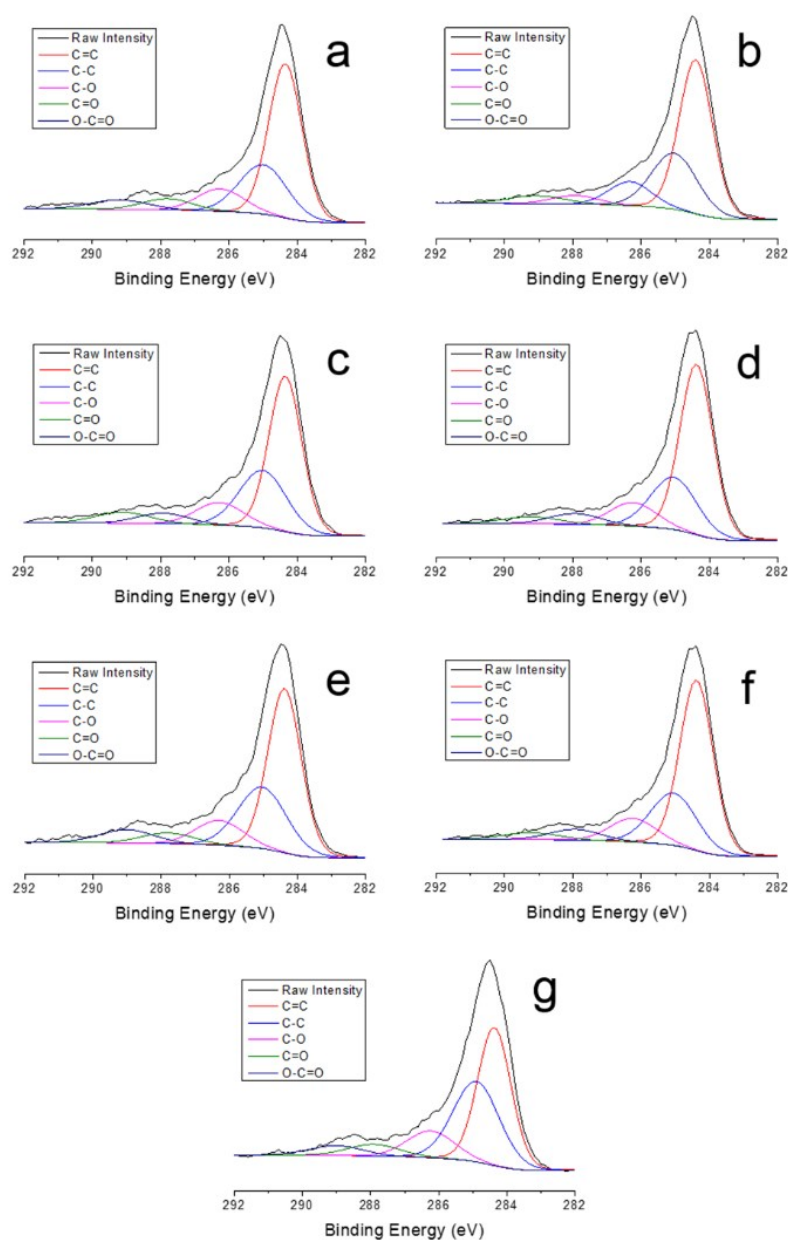 Raw Intensity
C=C
C-C
C-O
C=O
O-C=O
a
292 290 288 286 284 282
Binding Energy (eV)
Raw Intensity
C=C
C-C
C-O
C=O
O-C=O
b
292 290 288 286 284 282
Binding Energy (eV)
Raw Intensity
C=C
C-C
C-O
C=O
O-C=O
c
292 290 288 286 284 282
Binding Energy (eV)
Raw Intensity
C=C
C-C
C-O
C=O
O-C=O
d
292 290 288 286 284 282
Binding Energy (eV)
Raw Intensity
C=C
C-C
C-O
C=O
O-C=O
e
292 290 288 286 284 282
Binding Energy (eV)
Raw Intensity
C=C
C-C
C-O
C=O
O-C=O
f
292 290 288 286 284 282
Binding Energy (eV)
Raw Intensity
C=C
C-C
C-O
C=O
O-C=O
g
292 290 288 286 284 282
Binding Energy (eV)